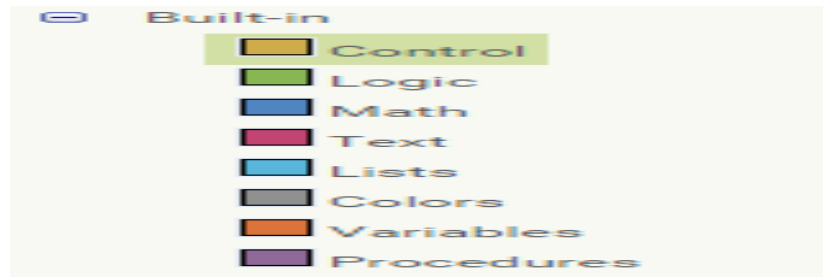 Built-in
Control
Logic
Math
Text
Lists
Colors
Variables
Procedures